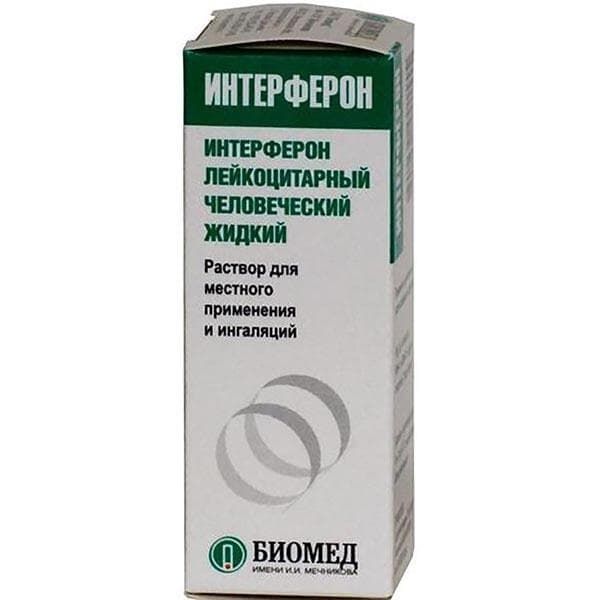 ИНТЕРФЕРОН
ИНТЕРФЕРОН
ЛЕЙКОЦИТАРНЫЙ
ЧЕЛОВЕЧЕСКИЙ
ЖИДКИЙ
Раствор для
местного
применения
и ингаляций
БИОМЕД
ИМЕНИ И.И. МЕЧНИКОВА